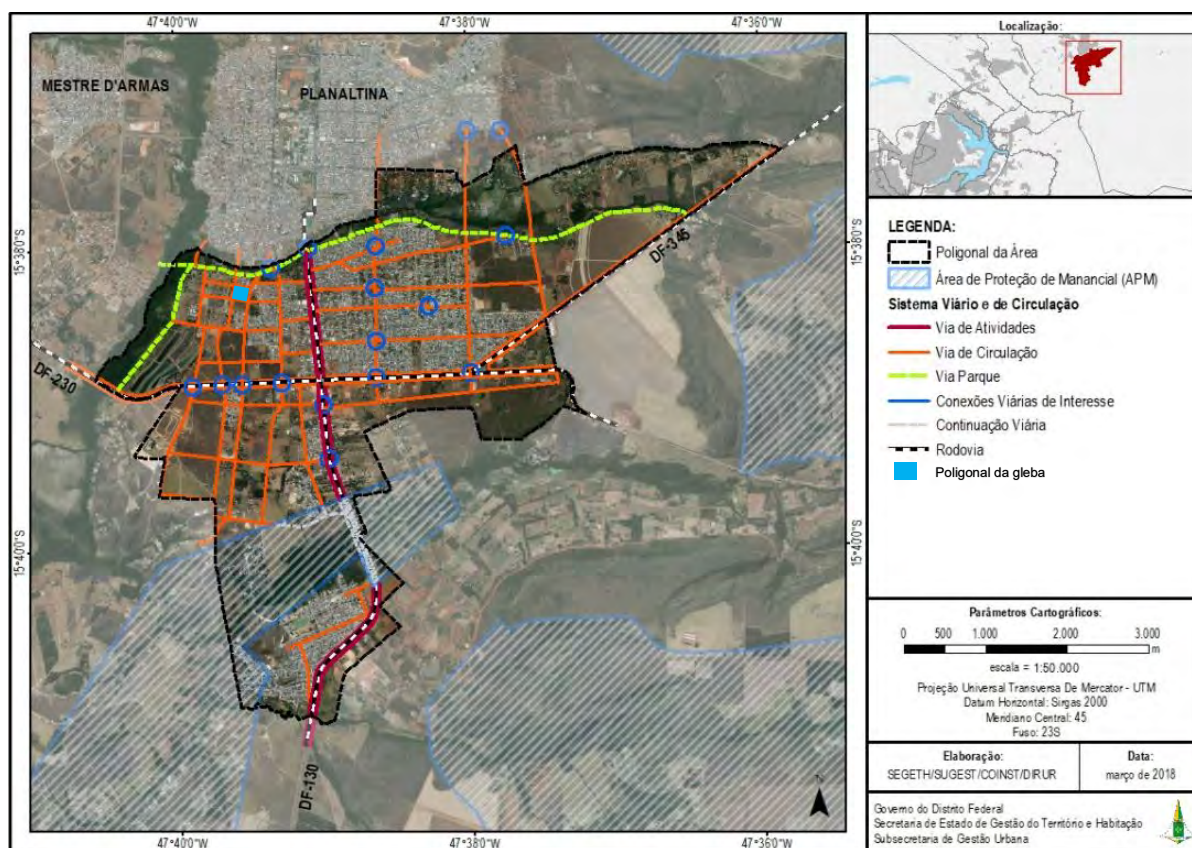 47°40'0"W
47°38'0"W
47°36'0"W
MESTRE D'ARMAS
PLANALTINA
15°38'0"S
15°38'0"S
DF-345
DF-230
15°40'0"S
15°40'0"S
DF-130
N
47°40'0"W
47°38'0"W
47°36'0"W
Localização:
LEGENDA:
Poligonal da Área
Área de Proteção de Manancial (APM)
Sistema Viário e de Circulação
Via de Atividades
Via de Circulação
Via Parque
Conexões Viárias de Interesse
Continuação Viária
Rodovia
Poligonal da gleba
Parâmetros Cartográficos:
0 500 1.000 2.000 3.000
m
escala = 1:50.000
Projeção Universal Transversa De Mercator - UTM
Datum Horizontal: Sirgas 2000
Meridiano Central: 45
Fuso: 23S
Elaboração:
SEGETH/SUGEST/COINST/DIRUR
Data:
março de 2018
Governo do Distrito Federal
Secretaria de Estado de Gestão do Território e Habitação
Subsecretaria de Gestão Urbana